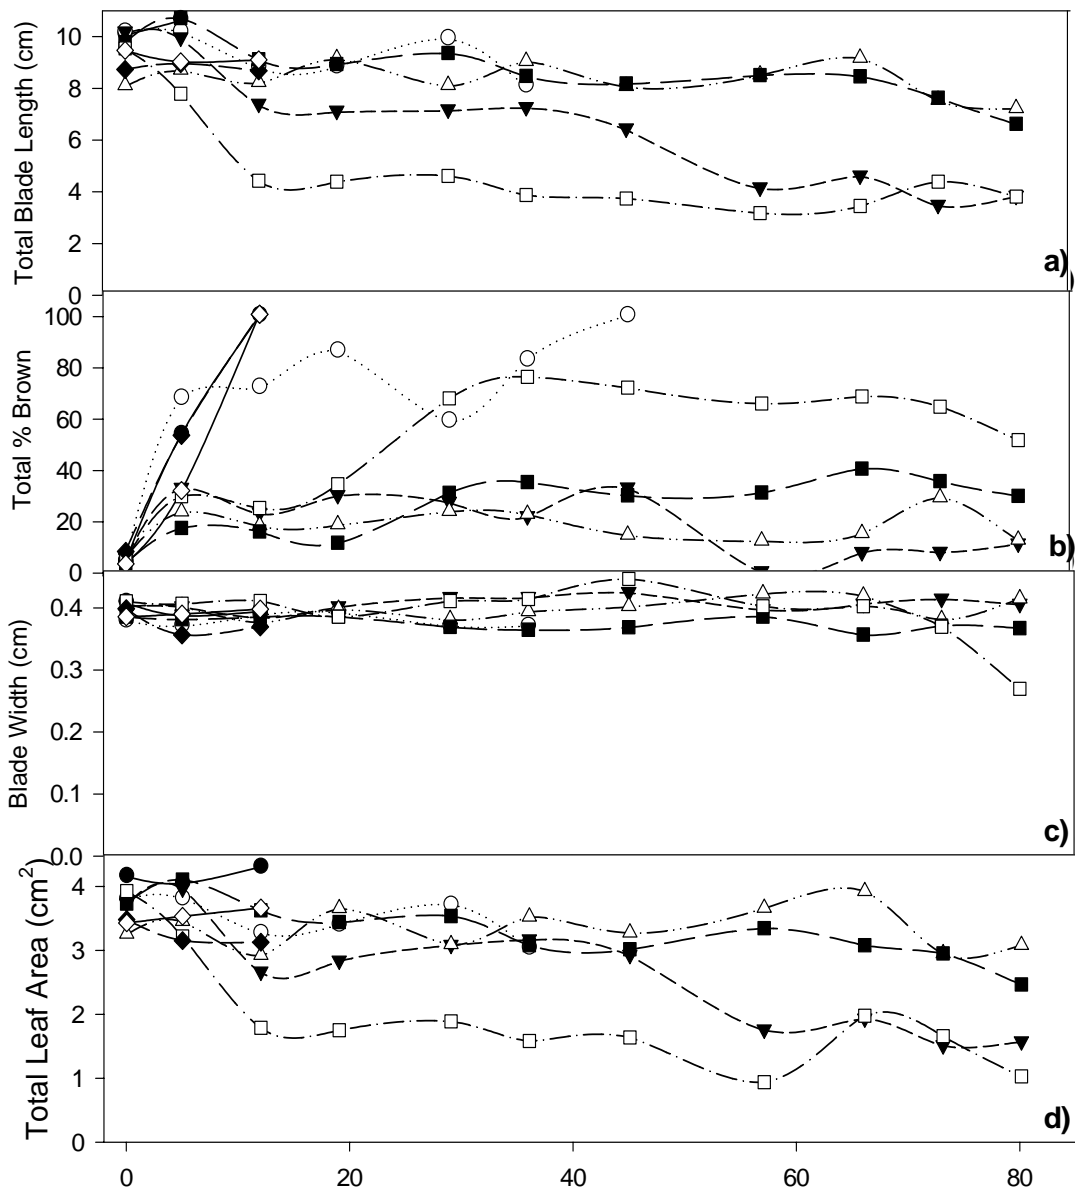 Total Blade Length (cm)
10
8
6
4
2
0
a)
)
Total % Brown
100
80
60
40
20
0
b)
Blade Width (cm)
0.4
0.3
0.2
0.1
0.0
c)
Total Leaf Area (cm²)
4
3
2
1
0
d)
0 20 40 60 80